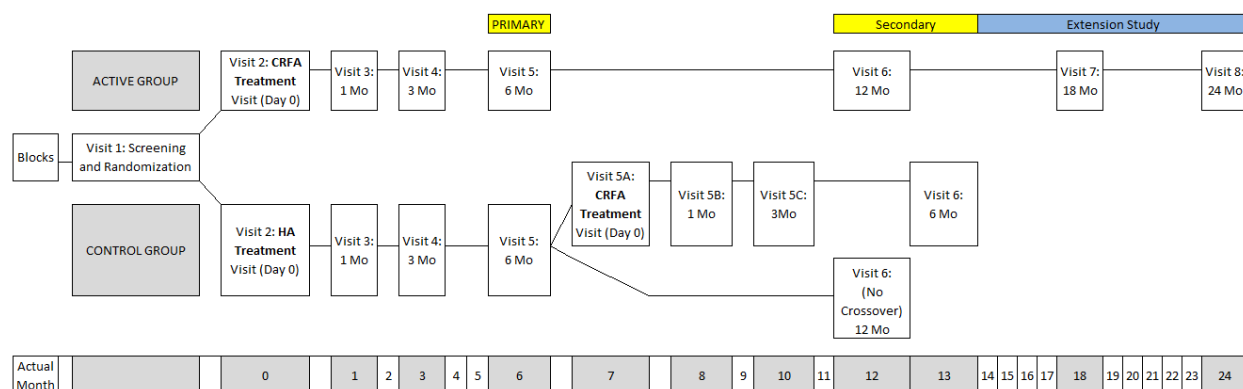 PRIMARY
Secondary
Extension Study
ACTIVE GROUP
Visit 2: CRFA
Treatment
Visit (Day 0)
Visit 3:
1 Mo
Visit 4:
3 Mo
Visit 5:
6 Mo
Visit 6:
12 Mo
Visit 7:
18 Mo
Visit 8:
24 Mo
Blocks
Visit 1: Screening
and Randomization
Visit 5A:
CRFA
Treatment
Visit (Day 0)
Visit 5B:
1 Mo
Visit 5C:
3Mo
Visit 6:
6 Mo
CONTROL GROUP
Visit 2: HA
Treatment
Visit (Day 0)
Visit 3:
1 Mo
Visit 4:
3 Mo
Visit 5:
6 Mo
Visit 6:
(No
Crossover)
12 Mo
Actual
Month
0 1 2 3 4 5 6 7 8 9 10 11 12 13 14 15 16 17 18 19 20 21 22 23 24